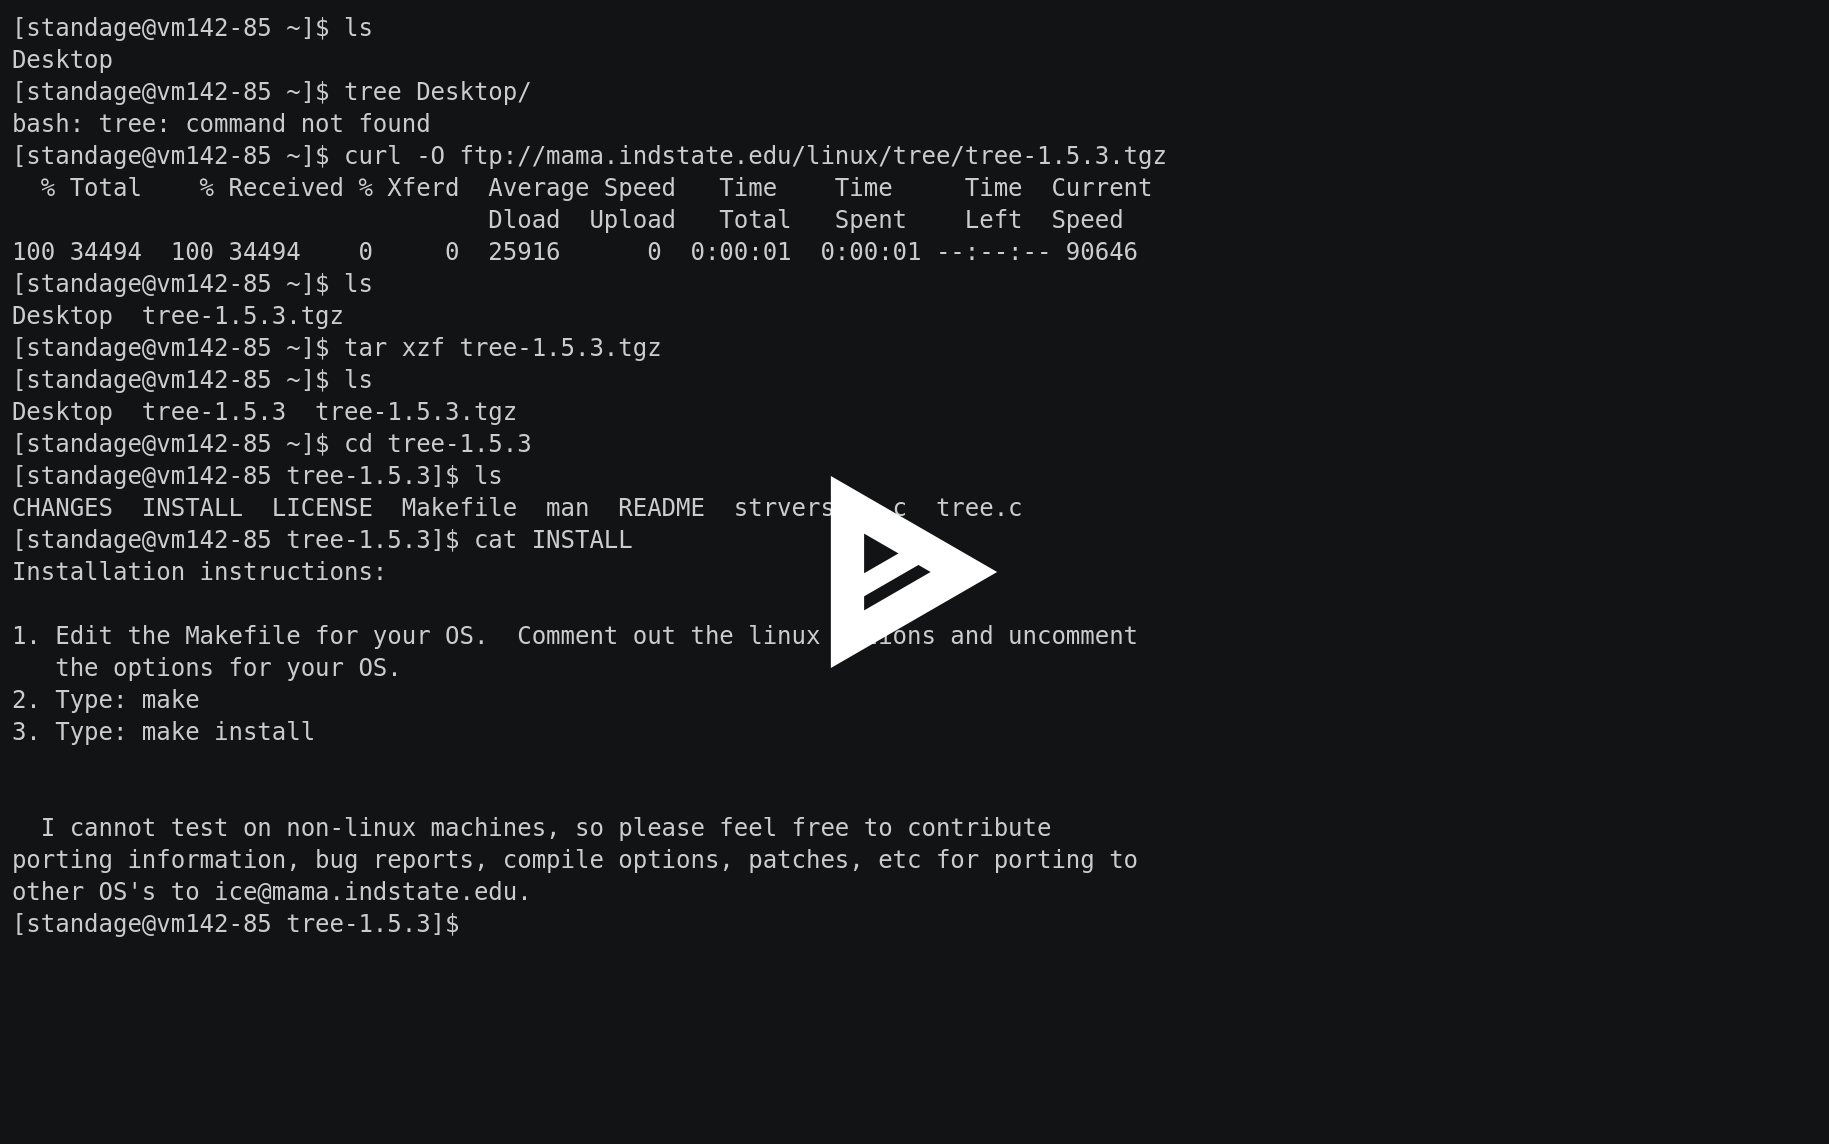 [standage@vm142-85 ~]$ ls
Desktop
[standage@vm142-85 ~]$ tree Desktop/
bash: tree: command not found
[standage@vm142-85 ~]$ curl -O ftp://mama.indstate.edu/linux/tree/tree-1.5.3.tgz
  % Total    % Received % Xferd  Average Speed   Time    Time     Time  Current
                                 Dload  Upload   Total   Spent    Left  Speed
100 34494  100 34494    0     0  25916      0  0:00:01  0:00:01 --:--:-- 90646
[standage@vm142-85 ~]$ ls
Desktop  tree-1.5.3.tgz
[standage@vm142-85 ~]$ tar xzf tree-1.5.3.tgz
[standage@vm142-85 ~]$ ls
Desktop  tree-1.5.3  tree-1.5.3.tgz
[standage@vm142-85 ~]$ cd tree-1.5.3
[standage@vm142-85 tree-1.5.3]$ ls
CHANGES  INSTALL  LICENSE  Makefile  man  README  tree.c
[standage@vm142-85 tree-1.5.3]$ cat INSTALL
Installation instructions:

1. Edit the Makefile for your OS.  Comment out the linux and uncomment
   the options for your OS.
2. Type: make
3. Type: make install


  I cannot test on non-linux machines, so please feel free to contribute
porting information, bug reports, compile options, patches, etc for porting to
other OS's to ice@mama.indstate.edu.
[standage@vm142-85 tree-1.5.3]$